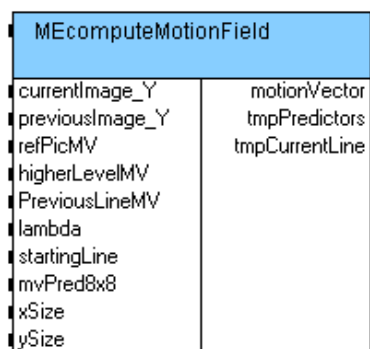 MEcomputeMotionField
currentImage_Y motionVector
previousImage_Y tmpPredictors
refPicMV tmpCurrentLine
higherLevelMV
PreviousLineMV
lambda
startingLine
mvPred8x8
xSize
ySize